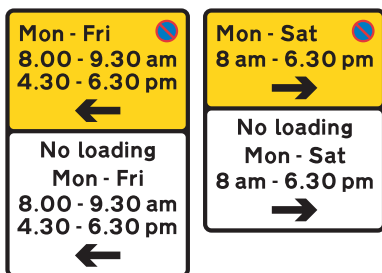 Mon - Fri
8.00 - 9.30 am
4.30 - 6.30 pm
No loading
Mon - Fri
8.00 - 9.30 am
4.30 - 6.30 pm
Mon - Sat
8 am - 6.30 pm
No loading
Mon - Sat
8 am - 6.30 pm